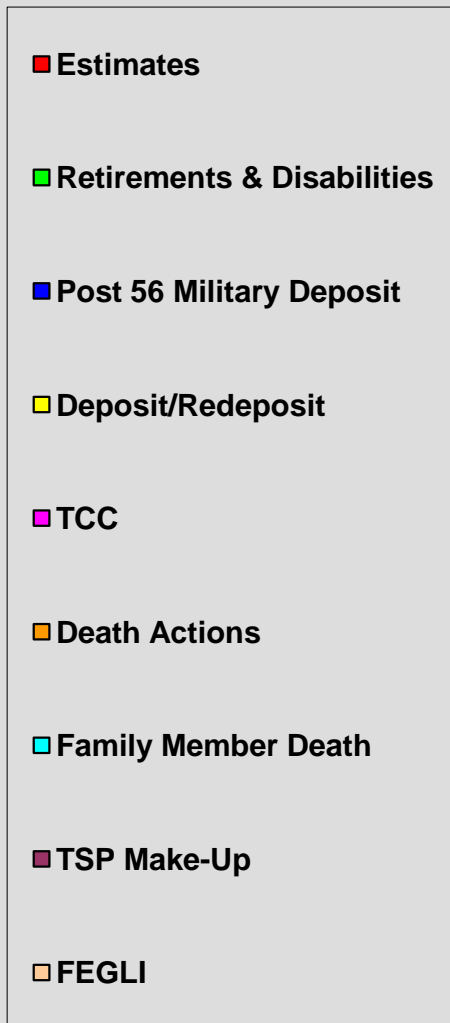 Estimates
Retirements & Disabilities
Post 56 Military Deposit
Deposit/Redeposit
TCC
Death Actions
Family Member Death
TSP Make-Up
FEGLI